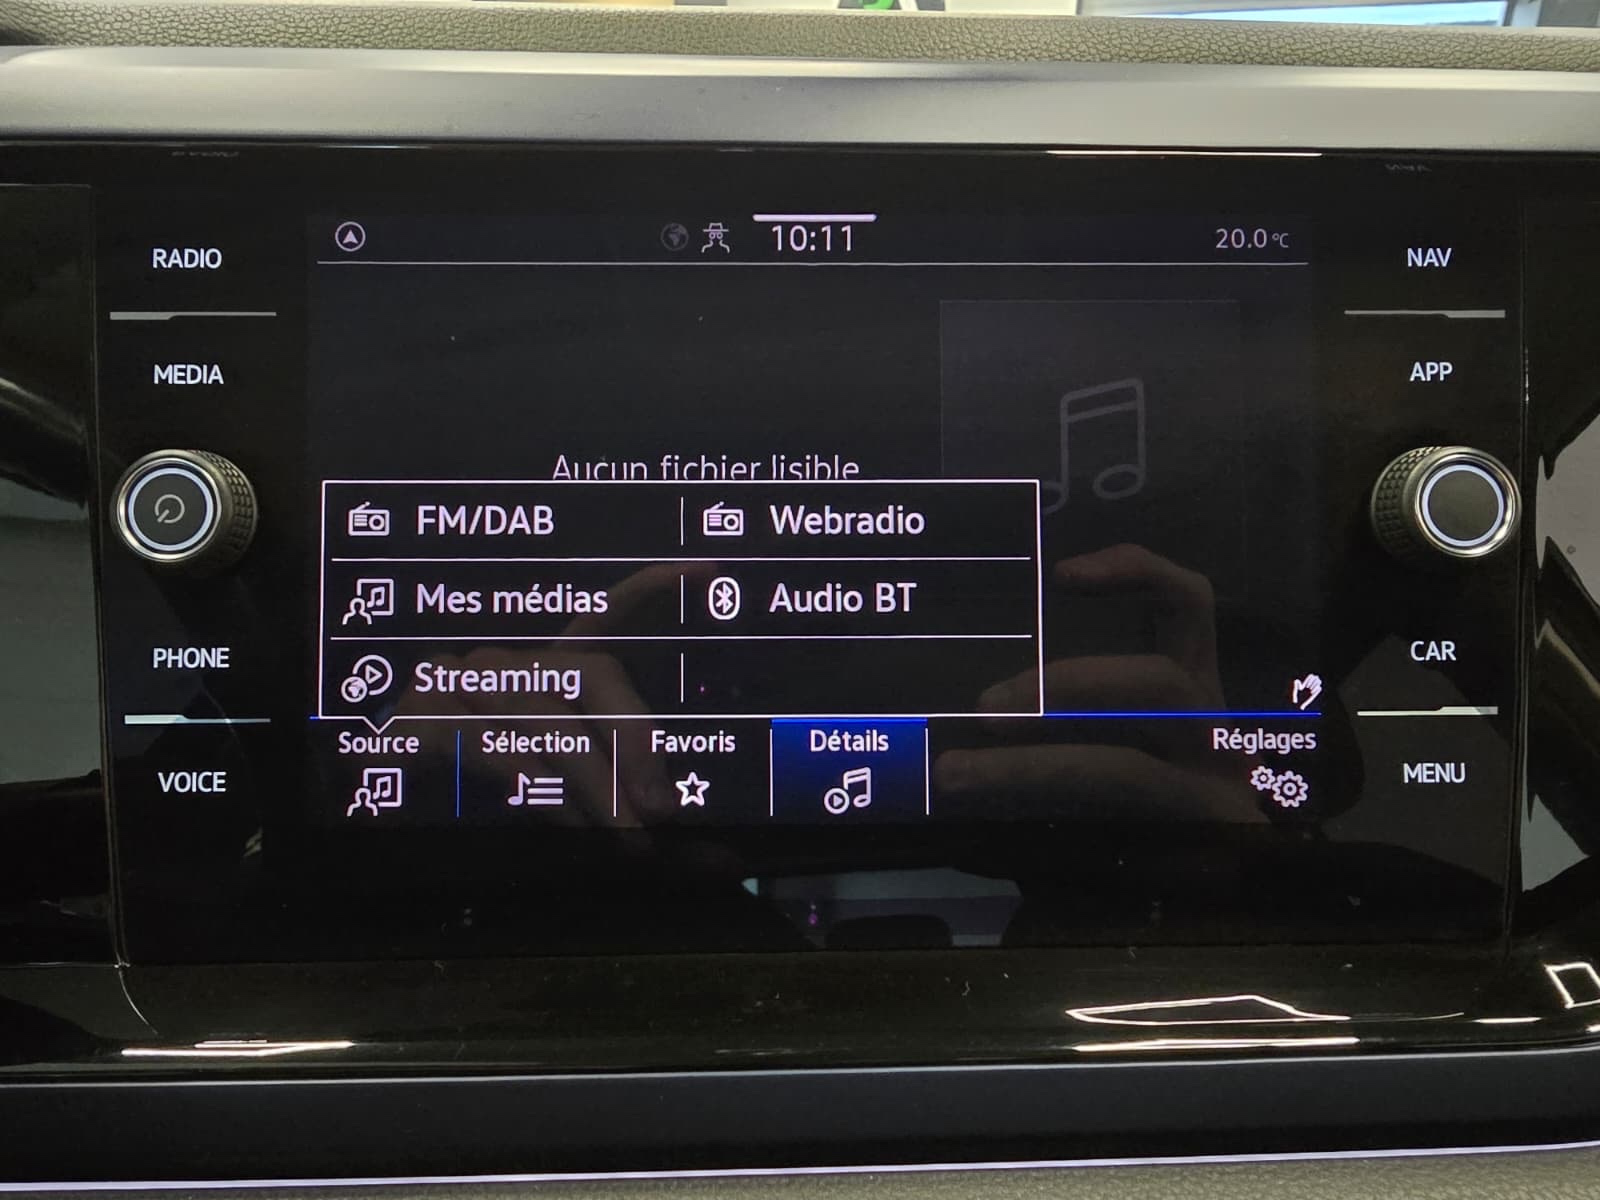 10:11
20.0°C
RADIO
MEDIA
PHONE
VOICE
NAV
APP
CAR
MENU
Aucun fichier lisible
FM/DAB
Webradio
Mes médias
Audio BT
Streaming
Source
Sélection
Favoris
Détails
Réglages